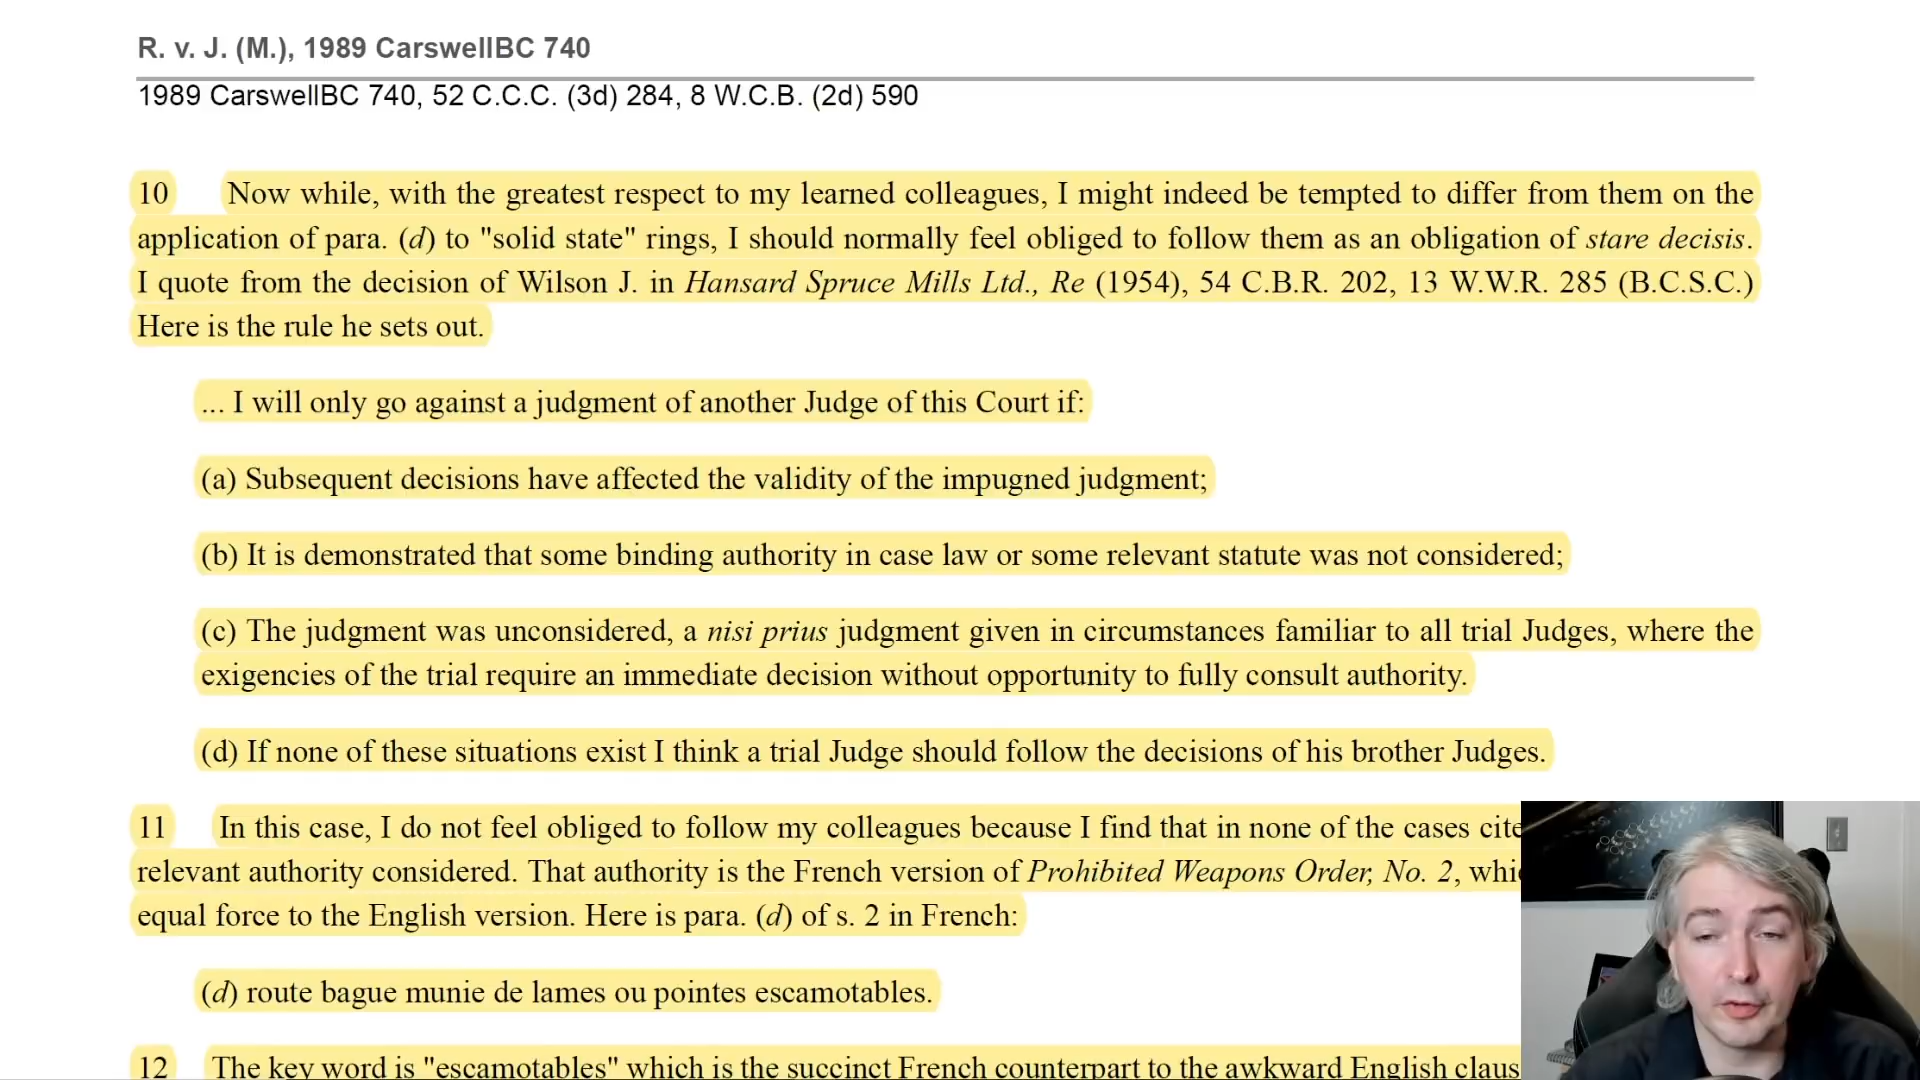 R. v. J. (M.), 1989 CarswellBC 740
1989 CarswellBC 740, 52 C.C.C. (3d) 284, 8 W.C.B. (2d) 590
10 Now while, with the greatest respect to my learned colleagues, I might indeed be tempted to differ from them on the
application of para. (d) to "solid state" rings, I should normally feel obliged to follow them as an obligation of stare decisis.
I quote from the decision of Wilson J. in Hansard Spruce Mills Ltd., Re (1954), 54 C.B.R. 202, 13 W.W.R. 285 (B.C.S.C.)
Here is the rule he sets out.
... I will only go against a judgment of another Judge of this Court if:
(a) Subsequent decisions have affected the validity of the impugned judgment;
(b) It is demonstrated that some binding authority in case law or some relevant statute was not considered;
(c) The judgment was unconsidered, a nisi prius judgment given in circumstances familiar to all trial Judges, where the
exigencies of the trial require an immediate decision without opportunity to fully consult authority.
(d) If none of these situations exist I think a trial Judge should follow the decisions of his brother Judges.
11 In this case, I do not feel obliged to follow my colleagues because I find that in none of the cases
relevant authority considered. That authority is the French version of Prohibited Weapons Order, No. 2,
equal force to the English version. Here is para. (d) of s. 2 in French:
(d) route bague munie de lames ou pointes escamotables.
12 The key word is "escamotables" which is the succinct French counterpart to the awkward English